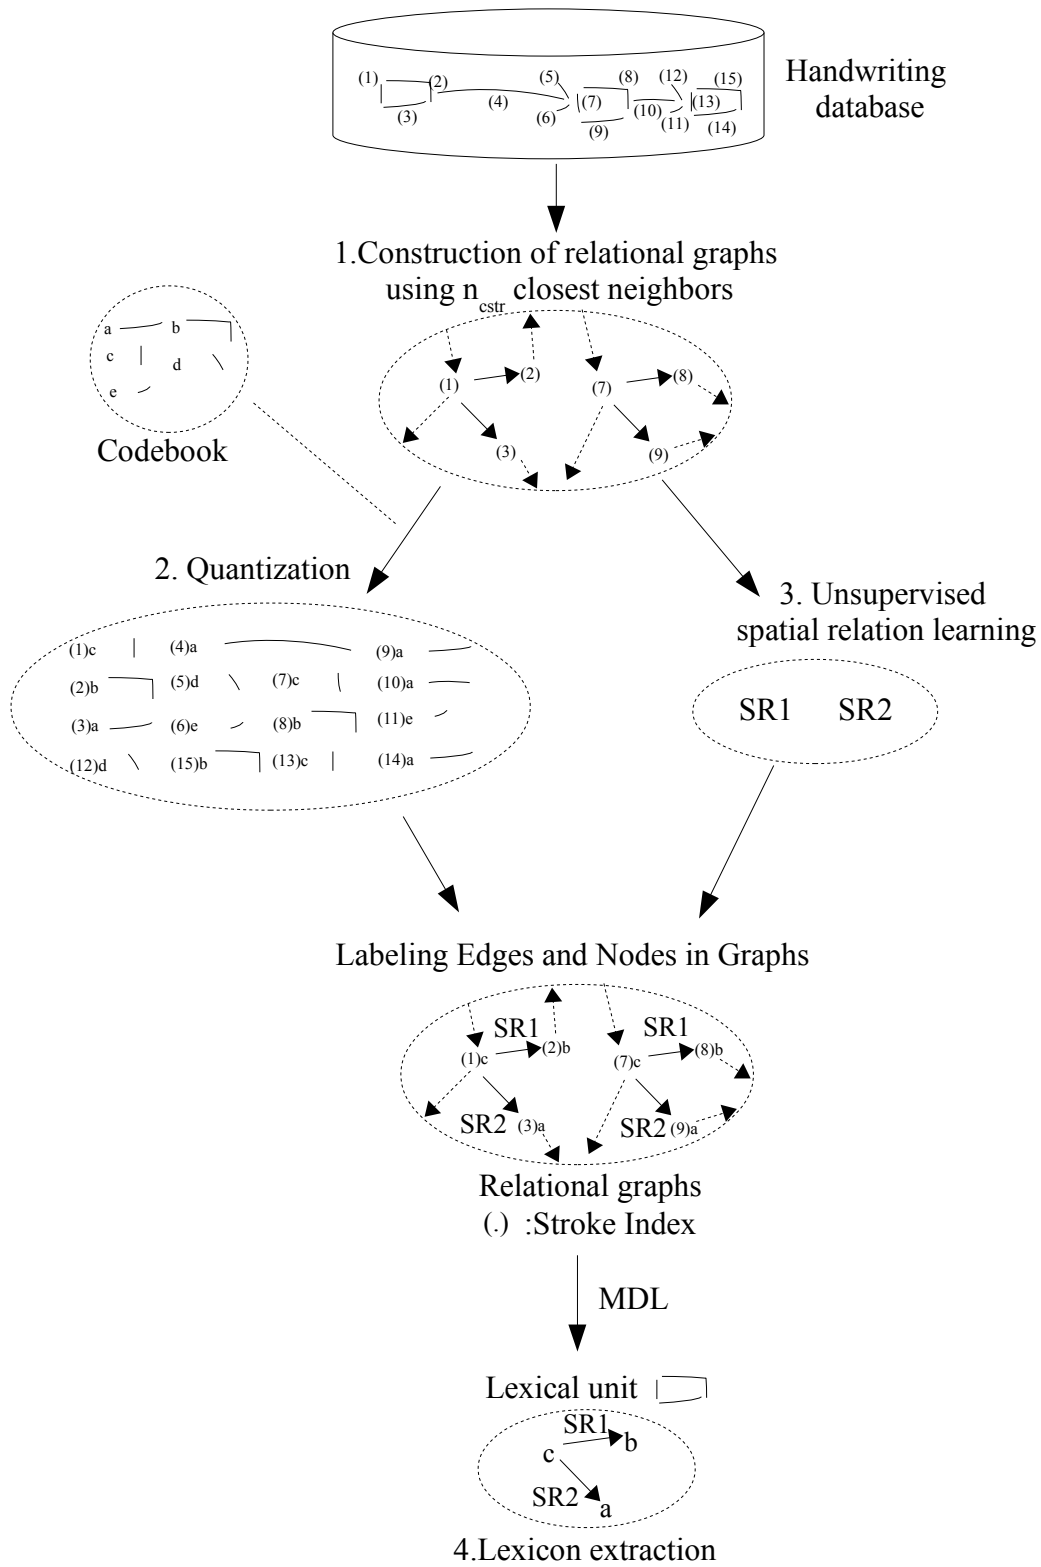 (1) (2) (5) (8) (12) (15)
(4) (7) (13)
(3) (6) (10) (11)
(9) (14)
Handwriting
database
1.Construction of relational graphs
using n cstr closest neighbors
(1) (2) (7) (8)
(3) (9)
a b
c d
e
Codebook
2. Quantization
(1)c (4)a (9)a
(2)b (5)d (7)c (10)a
(3)a (6)e (8)b (11)e
(12)d (15)b (13)c (14)a
3. Unsupervised
spatial relation learning
SR1 SR2
Labeling Edges and Nodes in Graphs
SR1 SR1
(1)c (2)b (7)c (8)b
SR2 (3)a SR2 (9)a
Relational graphs
(.) :Stroke Index
MDL
Lexical unit
SR1
c b
SR2 a
4.Lexicon extraction